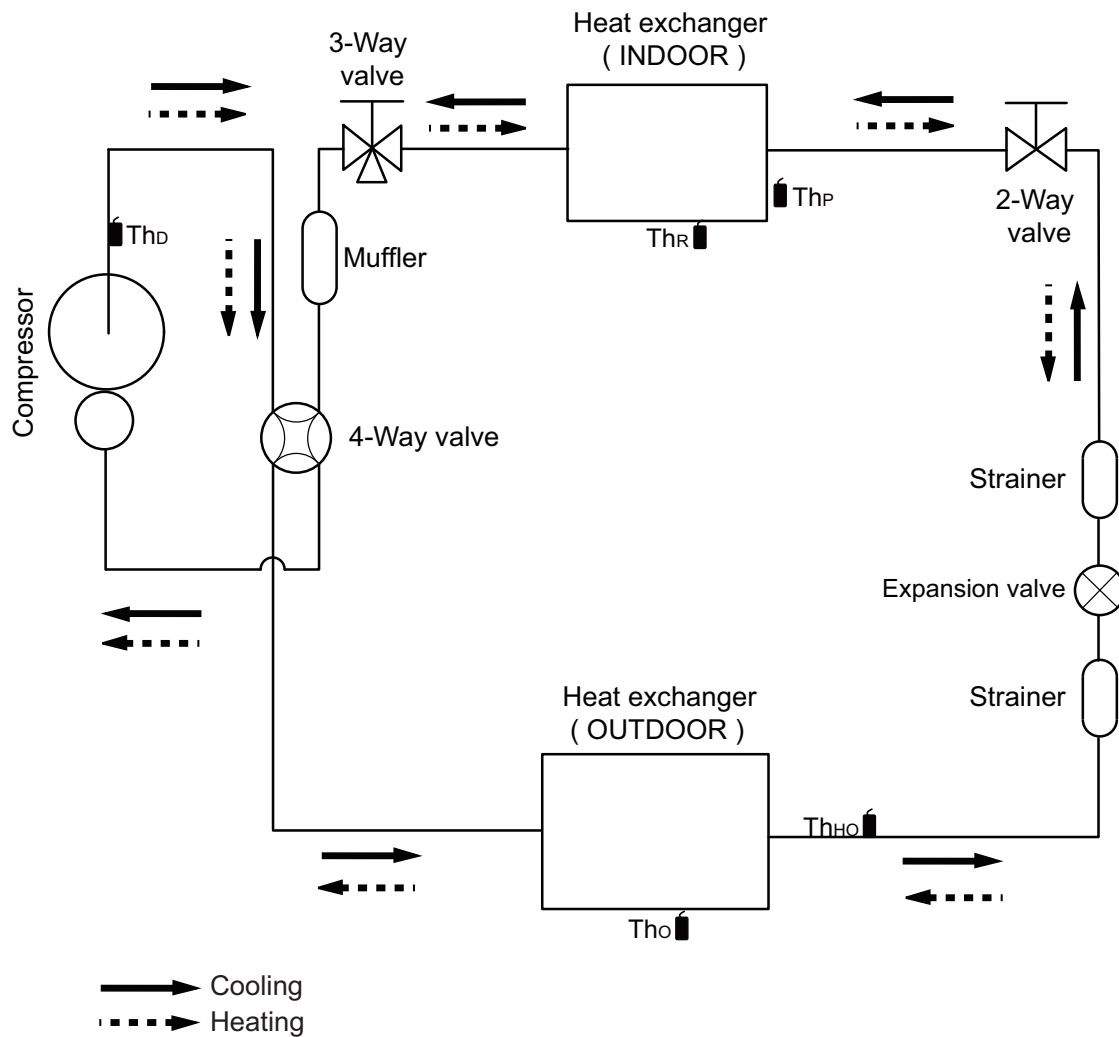 Heat exchanger
( INDOOR )
3-Way
valve
ThD
Muffler
ThR
ThP
2-Way
valve
Compressor
4-Way valve
Strainer
Expansion valve
Strainer
Heat exchanger
( OUTDOOR )
ThHO
ThO
Cooling
Heating